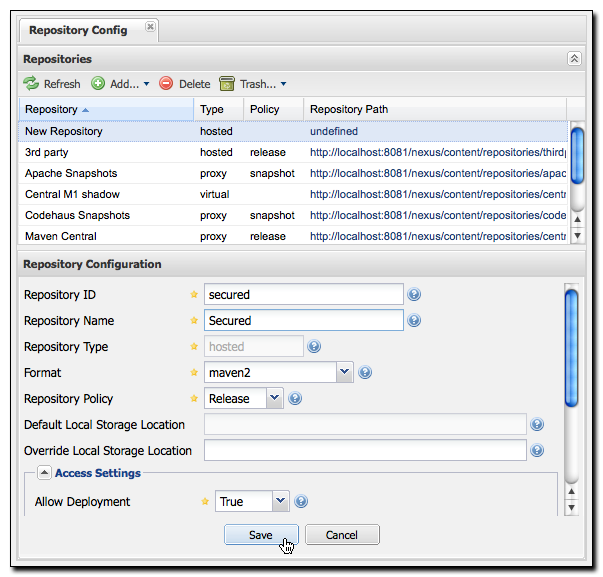 Repository Config
Repositories
Refresh Add... Delete Trash...
Repository Type Policy Repository Path
New Repository hosted undefined
3rd party hosted release http://localhost:8081/nexus/content/repositories/thirdp
Apache Snapshots proxy snapshot http://localhost:8081/nexus/content/repositories/apac
Central M1 shadow virtual http://localhost:8081/nexus/content/repositories/centr
Codehaus Snapshots proxy snapshot http://localhost:8081/nexus/content/repositories/code
Maven Central proxy release http://localhost:8081/nexus/content/repositories/centr
Repository Configuration
Repository ID secured
Repository Name Secured
Repository Type hosted
Format maven2
Repository Policy Release
Default Local Storage Location
Override Local Storage Location
Access Settings
Allow Deployment True
Save Cancel